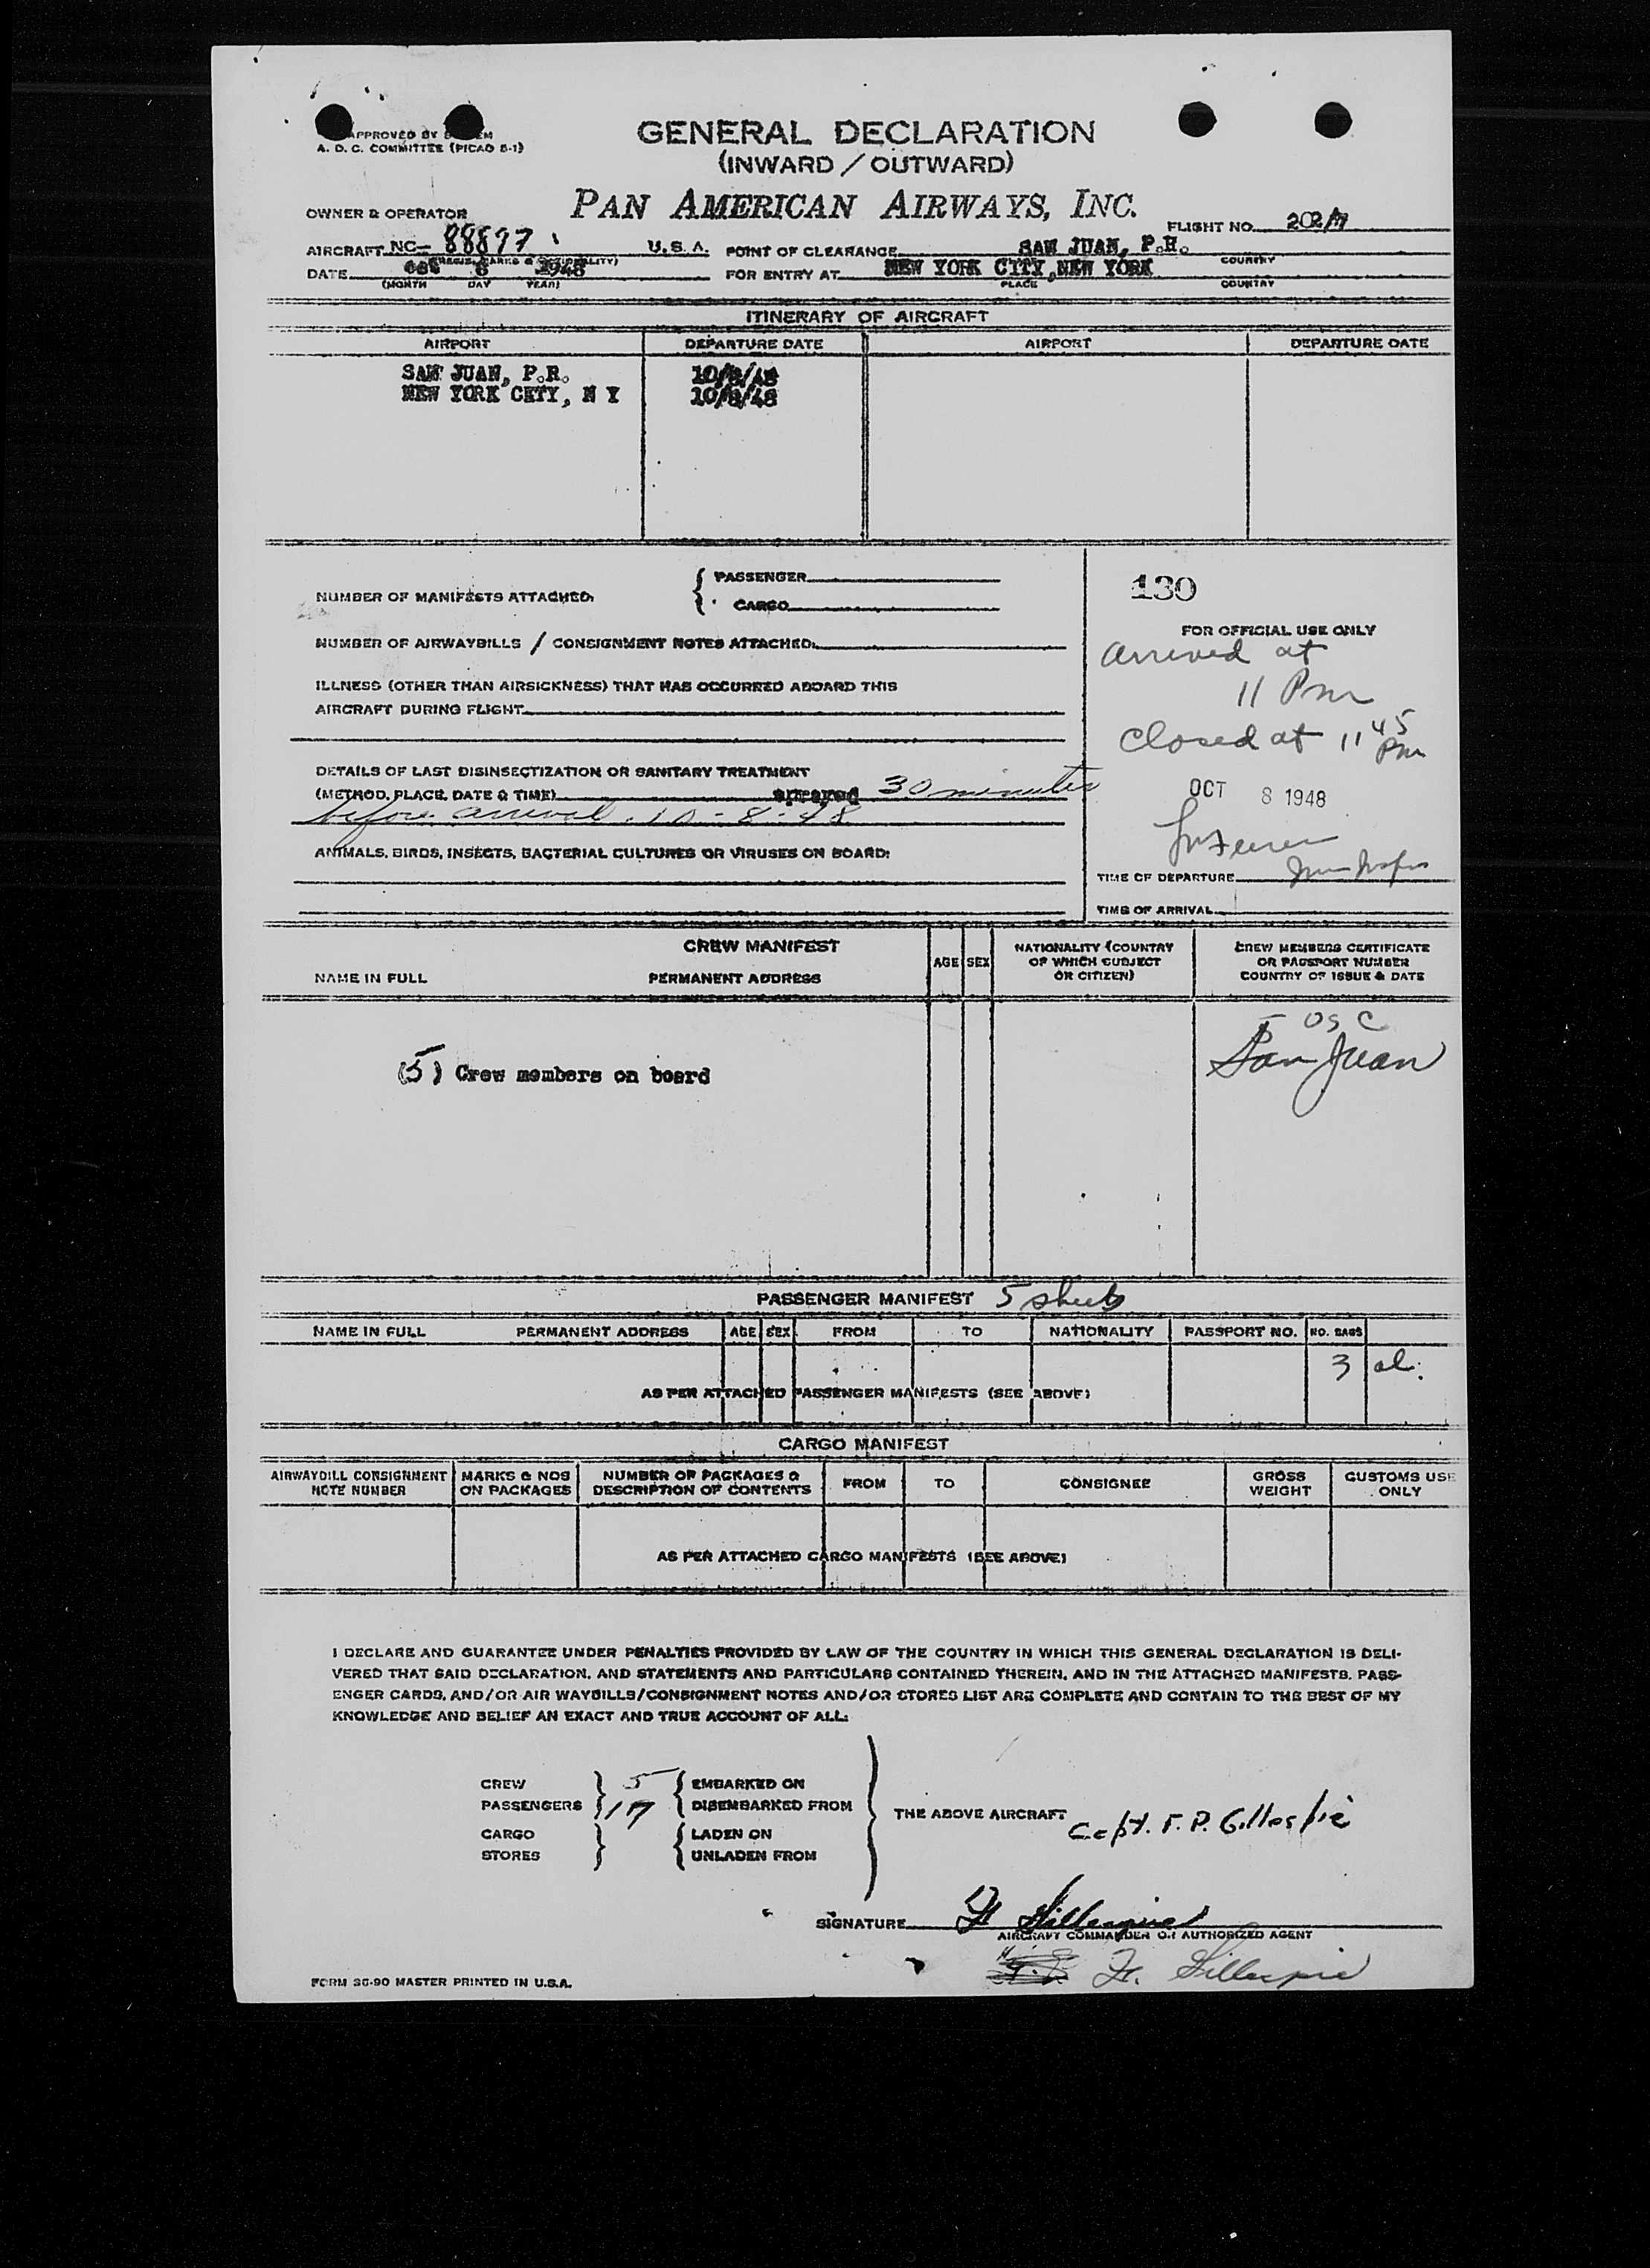 APPROVED BY
A. D. C. COMMITTEE (PICAO 5-1)
GENERAL DECLARATION
(INWARD / OUTWARD)
OWNER & OPERATOR
PAN AMERICAN AIRWAYS, INC.
FLIGHT NO. 202/7
AIRCRAFT NC- 88897 U.S.A. POINT OF CLEARANCE SAN JUAN, P.R.
COUNTRY
DATE 8 1948 FOR ENTRY AT NEW YORK CITY, NEW YORK
(MONTH DAY YEAR) PLACE COUNTRY
ITINERARY OF AIRCRAFT
AIRPORT DEPARTURE DATE AIRPORT DEPARTURE DATE
SAN JUAN, P.R. 10/8/48
NEW YORK CITY, N Y 10/8/48
NUMBER OF MANIFESTS ATTACHED: { PASSENGER
CARGO
130
NUMBER OF AIRWAYBILLS / CONSIGNMENT NOTES ATTACHED:
FOR OFFICIAL USE ONLY
arrived at
11 Pm
Closed at 11 45 Pm
OCT 8 1948
ILLNESS (OTHER THAN AIRSICKNESS) THAT HAS OCCURRED ABOARD THIS
AIRCRAFT DURING FLIGHT
DETAILS OF LAST DISINSECTIZATION OR SANITARY TREATMENT
(METHOD, PLACE, DATE & TIME) sprayed 30 minutes
before arrival. 10-8-48
ANIMALS, BIRDS, INSECTS, BACTERIAL CULTURES OR VIRUSES ON BOARD:
TIME OF DEPARTURE
TIME OF ARRIVAL
CREW MANIFEST
NAME IN FULL PERMANENT ADDRESS
AGE SEX
NATIONALITY (COUNTRY
OF WHICH SUBJECT
OR CITIZEN)
CREW MEMBERS CERTIFICATE
OR PASSPORT NUMBER
COUNTRY OF ISSUE & DATE
5 USC
San Juan
(5) Crew members on board
PASSENGER MANIFEST 5 sheets
NAME IN FULL PERMANENT ADDRESS AGE SEX FROM TO NATIONALITY PASSPORT NO. NO. BAGS
3 al.
AS PER ATTACHED PASSENGER MANIFESTS (SEE ABOVE)
CARGO MANIFEST
AIRWAYBILL CONSIGNMENT
NOTE NUMBER
MARKS & NOS
ON PACKAGES
NUMBER OF PACKAGES &
DESCRIPTION OF CONTENTS
FROM TO CONSIGNEE
GROSS
WEIGHT
CUSTOMS USE
ONLY
AS PER ATTACHED CARGO MANIFESTS (SEE ABOVE)
I DECLARE AND GUARANTEE UNDER PENALTIES PROVIDED BY LAW OF THE COUNTRY IN WHICH THIS GENERAL DECLARATION IS DELI-
VERED THAT SAID DECLARATION, AND STATEMENTS AND PARTICULARS CONTAINED THEREIN, AND IN THE ATTACHED MANIFESTS, PASS-
ENGER CARDS, AND/OR AIR WAYBILLS/CONSIGNMENT NOTES AND/OR STORES LIST ARE COMPLETE AND CONTAIN TO THE BEST OF MY
KNOWLEDGE AND BELIEF AN EXACT AND TRUE ACCOUNT OF ALL:
CREW 5 EMBARKED ON
PASSENGERS 17 DISEMBARKED FROM
THE ABOVE AIRCRAFT Capt. F. P. Gillespie
CARGO LADEN ON
STORES UNLADEN FROM
SIGNATURE F Gillespie
AIRCRAFT COMMANDER OR AUTHORIZED AGENT
F. Gillespie
FORM 36-90 MASTER PRINTED IN U.S.A.